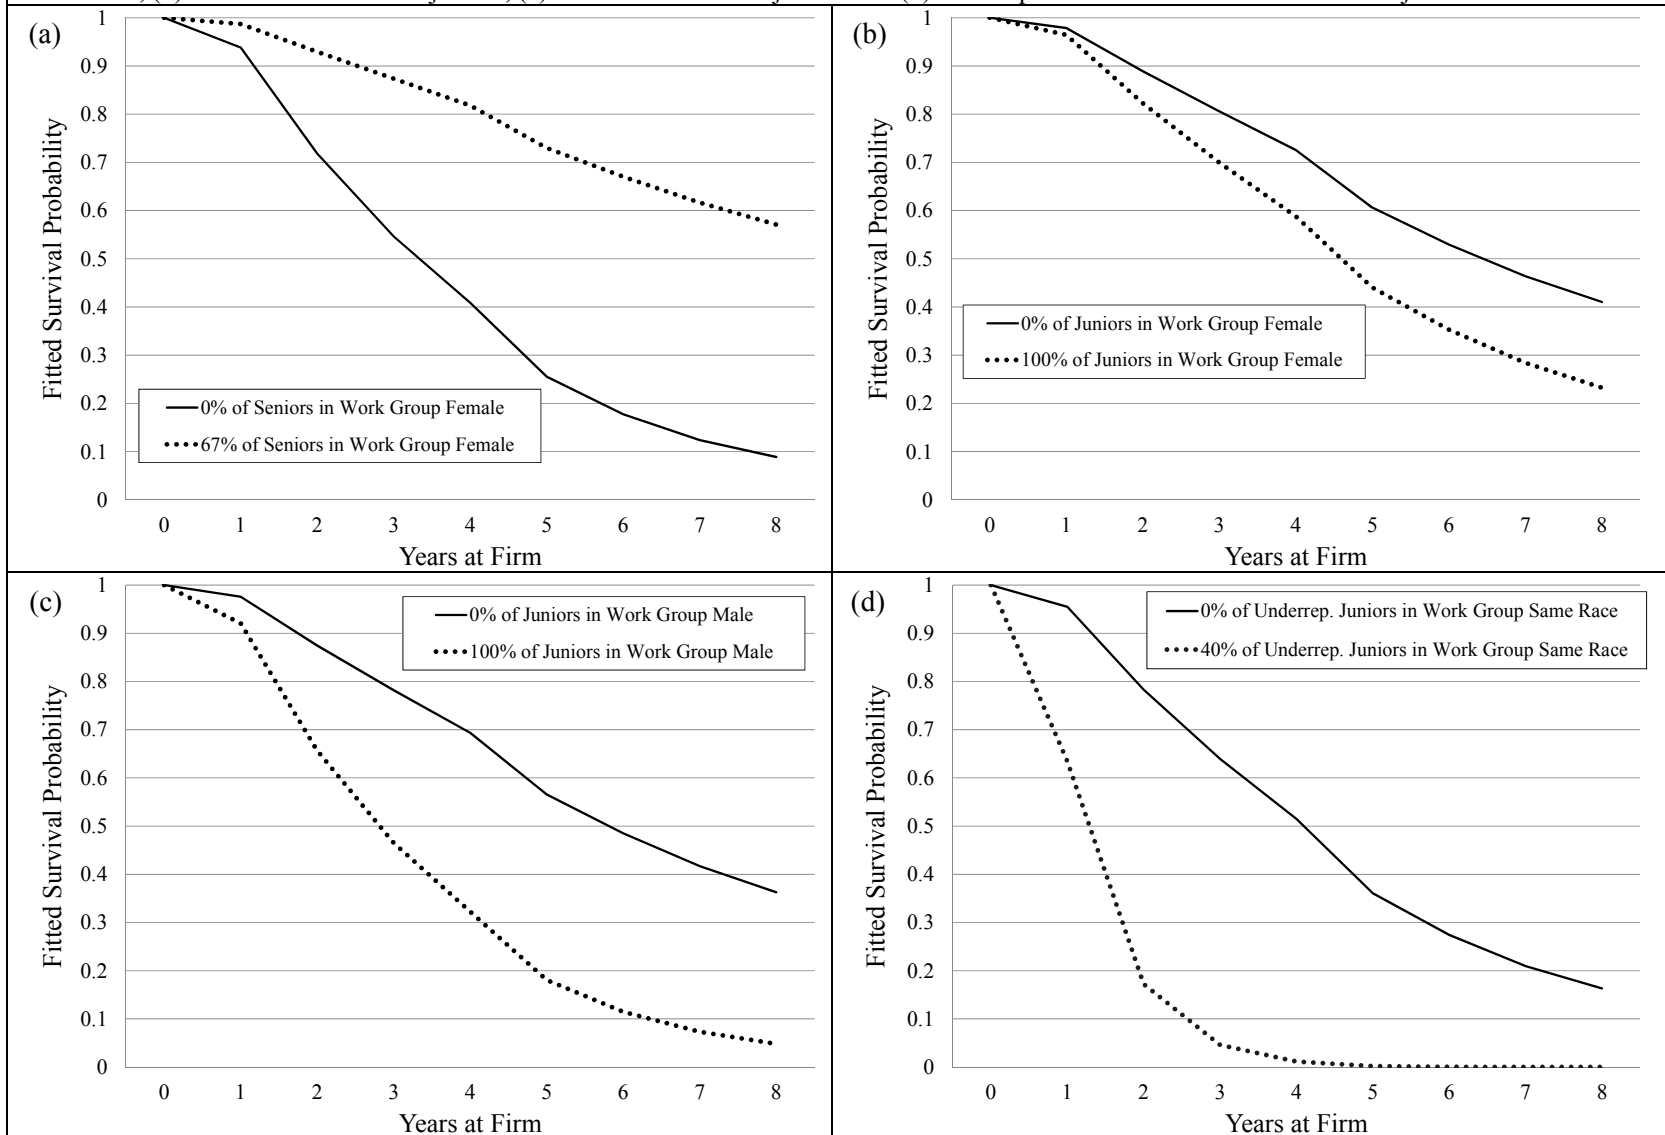 (a)
1
0.9
0.8
0.7
0.6
0.5
0.4
0.3
0.2
0.1
0
Fitted Survival Probability
0% of Seniors in Work Group Female
67% of Seniors in Work Group Female
0 1 2 3 4 5 6 7 8
Years at Firm
(b)
1
0.9
0.8
0.7
0.6
0.5
0.4
0.3
0.2
0.1
0
Fitted Survival Probability
0% of Juniors in Work Group Female
100% of Juniors in Work Group Female
0 1 2 3 4 5 6 7 8
Years at Firm
(c)
1
0.9
0.8
0.7
0.6
0.5
0.4
0.3
0.2
0.1
0
Fitted Survival Probability
0% of Juniors in Work Group Male
100% of Juniors in Work Group Male
0 1 2 3 4 5 6 7 8
Years at Firm
(d)
1
0.9
0.8
0.7
0.6
0.5
0.4
0.3
0.2
0.1
0
Fitted Survival Probability
0% of Underrep. Juniors in Work Group Same Race
40% of Underrep. Juniors in Work Group Same Race
0 1 2 3 4 5 6 7 8
Years at Firm